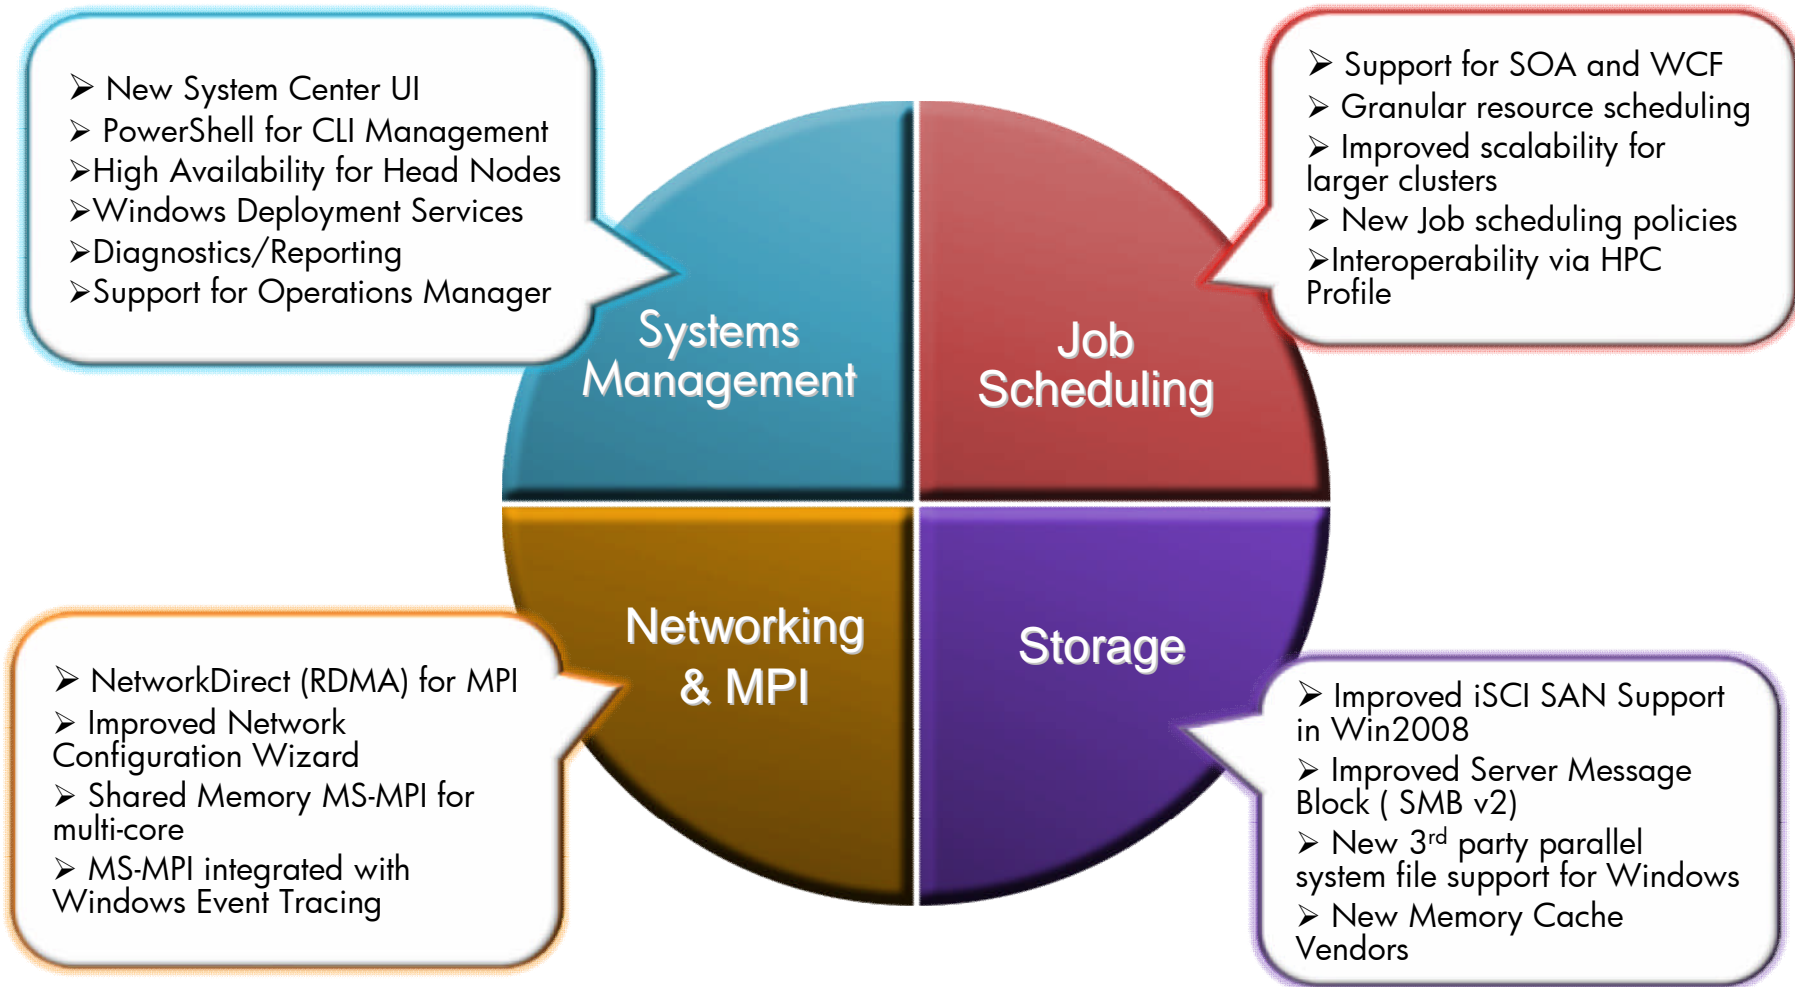 ➢ New System Center UI
➢ PowerShell for CLI Management
➢High Availability for Head Nodes
➢Windows Deployment Services
➢Diagnostics/Reporting
➢Support for Operations Manager
➢ Support for SOA and WCF
➢ Granular resource scheduling
➢ Improved scalability for
larger clusters
➢ New Job scheduling policies
➢Interoperability via HPC
Profile
Systems
Management
Job
Scheduling
Networking
& MPI
Storage
➢ NetworkDirect (RDMA) for MPI
➢ Improved Network
Configuration Wizard
➢ Shared Memory MS-MPI for
multi-core
➢ MS-MPI integrated with
Windows Event Tracing
➢ Improved iSCI SAN Support
in Win2008
➢ Improved Server Message
Block ( SMB v2)
➢ New 3rd party parallel
system file support for Windows
➢ New Memory Cache
Vendors